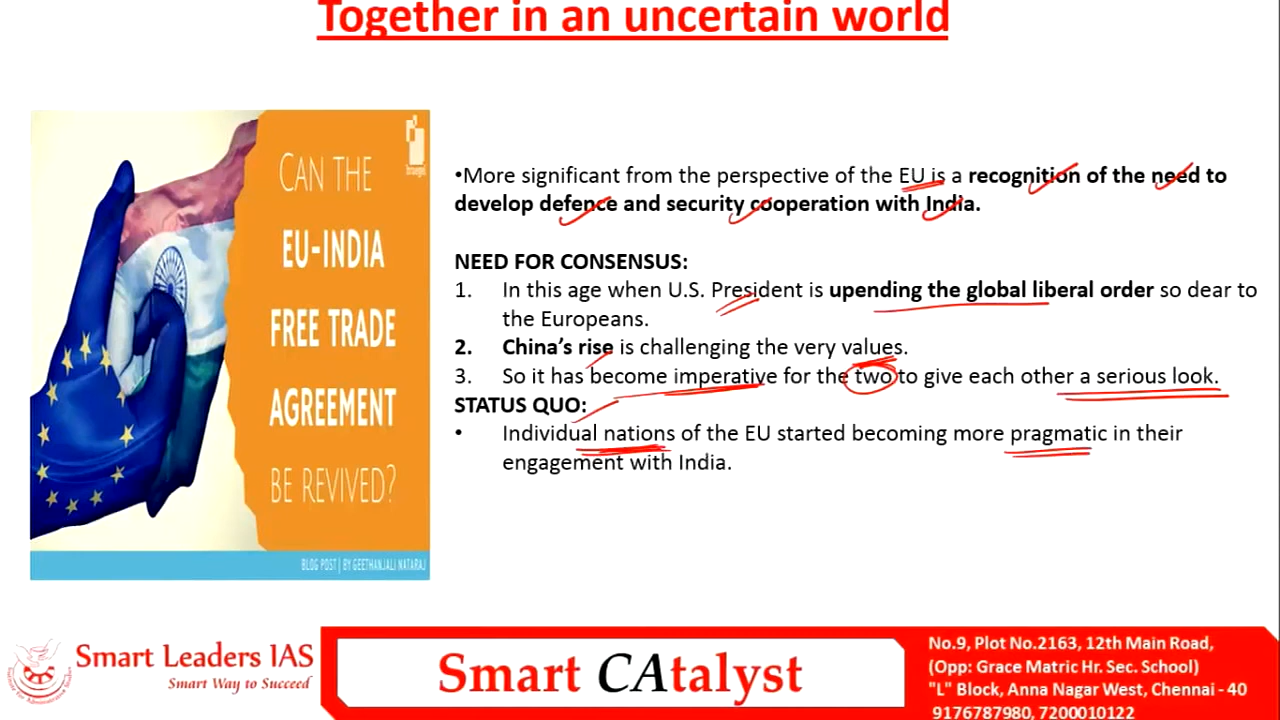 Together in an uncertain world
CAN THE
EU-INDIA
FREE TRADE
AGREEMENT
BE REVIVED?
BLOG POST | BY GEETHANJALI NATARAJ
•More significant from the perspective of the EU is a recognition of the need to
develop defence and security cooperation with India.
NEED FOR CONSENSUS:
1. In this age when U.S. President is upending the global liberal order so dear to
the Europeans.
2. China’s rise is challenging the very values.
3. So it has become imperative for the two to give each other a serious look.
STATUS QUO:
• Individual nations of the EU started becoming more pragmatic in their
engagement with India.
Smart Leaders IAS
Smart Way to Succeed
Smart CAtalyst
No.9, Plot No.2163, 12th Main Road,
(Opp: Grace Matric Hr. Sec. School)
"L" Block, Anna Nagar West, Chennai - 40
9176787980, 7200010122